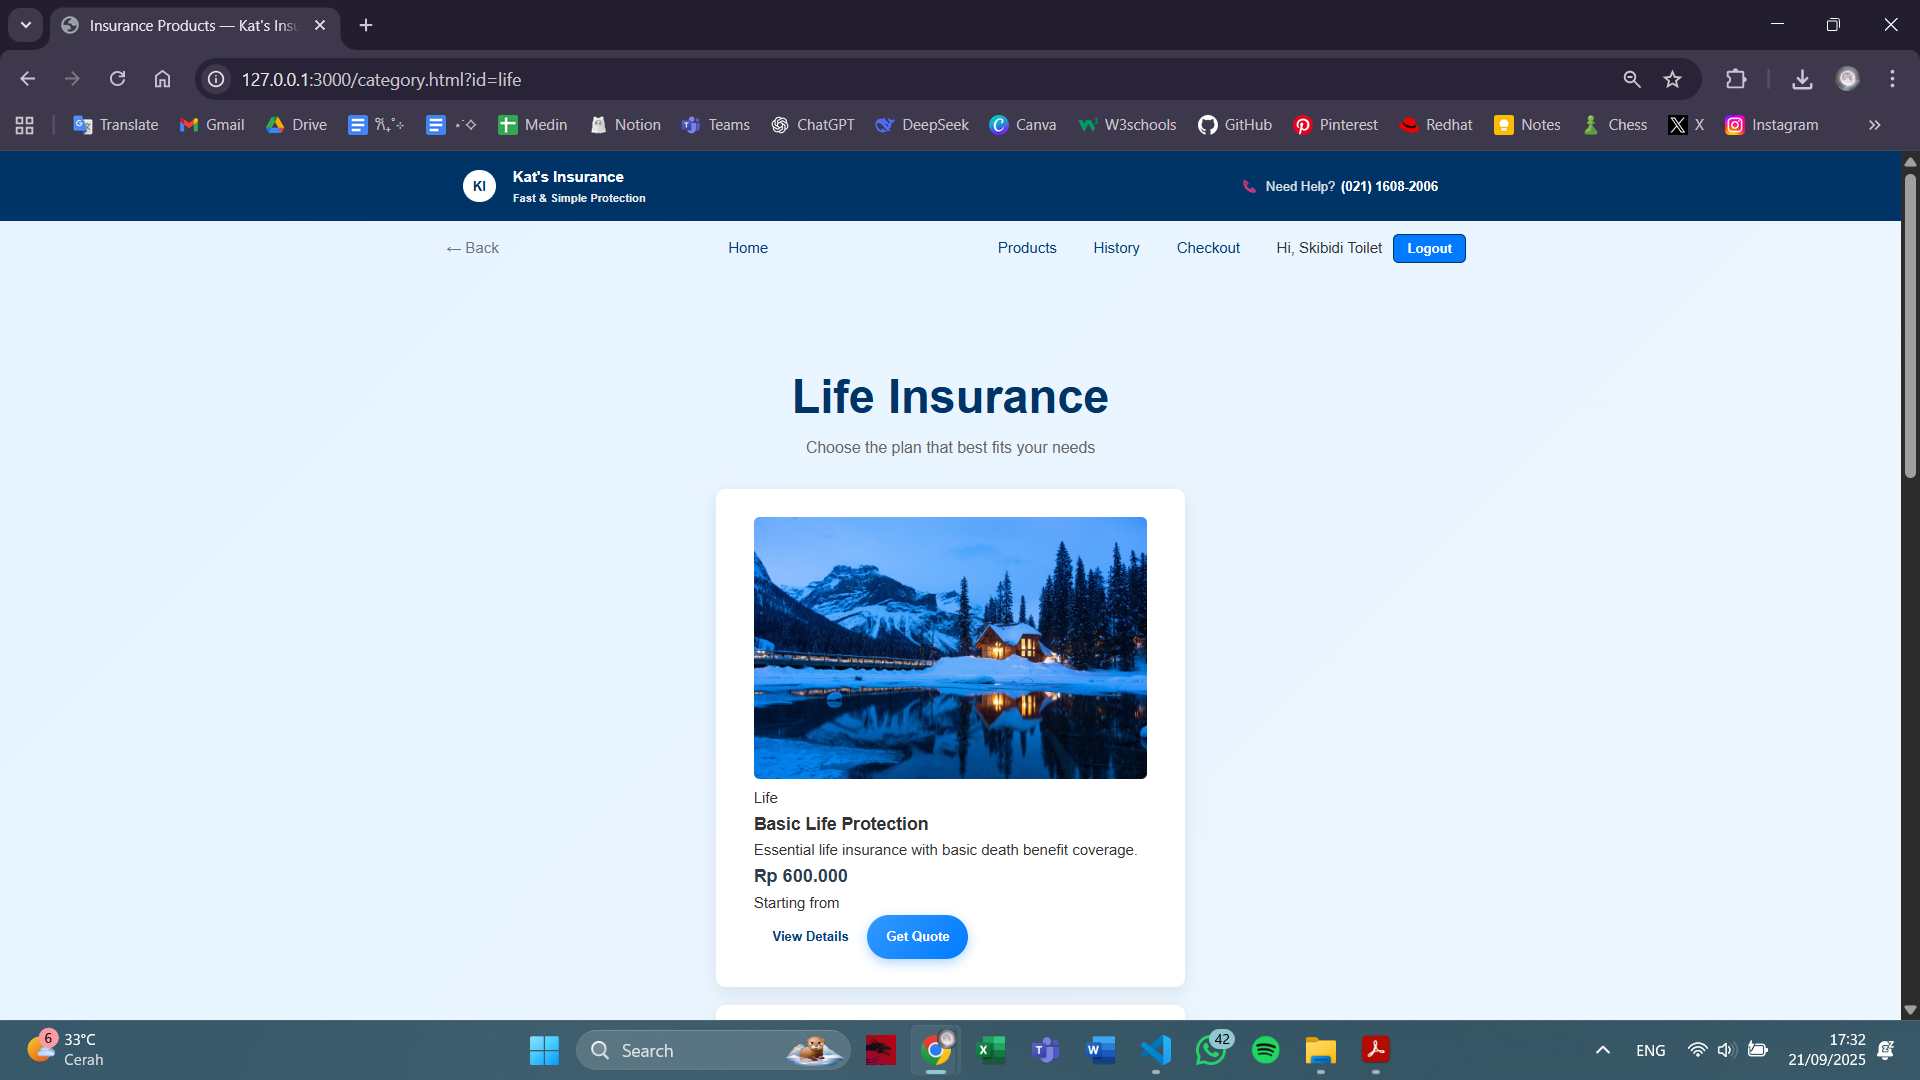 Insurance Products — Kat's Insu
127.0.0.1:3000/category.html?id=life
Translate
Gmail
Drive
Medin
Notion
Teams
ChatGPT
DeepSeek
Canva
W3schools
GitHub
Pinterest
Redhat
Notes
Chess
X
Instagram
KI
Kat's Insurance
Fast & Simple Protection
Need Help? (021) 1608-2006
← Back
Home
Products
History
Checkout
Hi, Skibidi Toilet
Logout
Life Insurance
Choose the plan that best fits your needs
Life
Basic Life Protection
Essential life insurance with basic death benefit coverage.
Rp 600.000
Starting from
View Details
Get Quote
6
33°C
Cerah
Search
42
ENG
17:32
21/09/2025